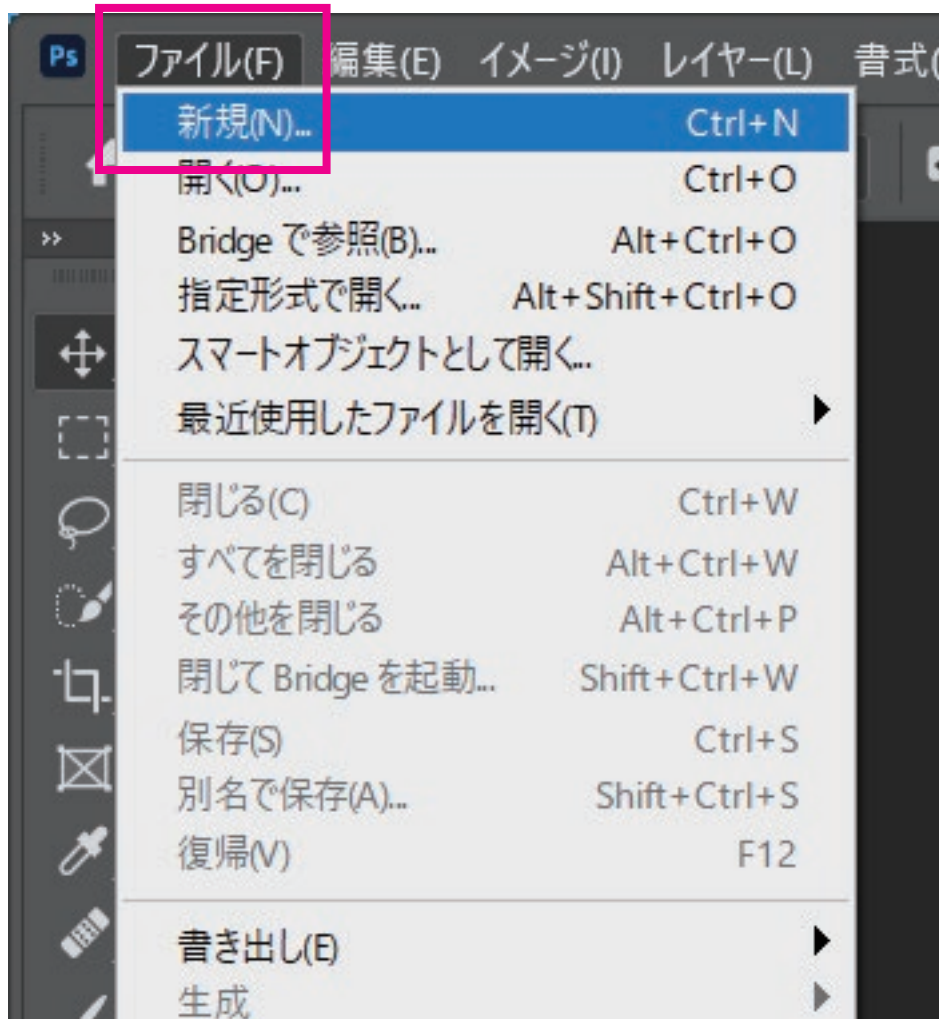 Ps ファイル(F) 編集(E) イメージ(I) レイヤー(L) 書式(
新規(N)... Ctrl+N
開く(O)... Ctrl+O
Bridge で参照(B)... Alt+Ctrl+O
指定形式で開く... Alt+Shift+Ctrl+O
スマートオブジェクトとして開く...
最近使用したファイルを開く(T)
閉じる(C) Ctrl+W
すべてを閉じる Alt+Ctrl+W
その他を閉じる Alt+Ctrl+P
閉じて Bridge を起動... Shift+Ctrl+W
保存(S) Ctrl+S
別名で保存(A)... Shift+Ctrl+S
復帰(V) F12
書き出し(E)
生成